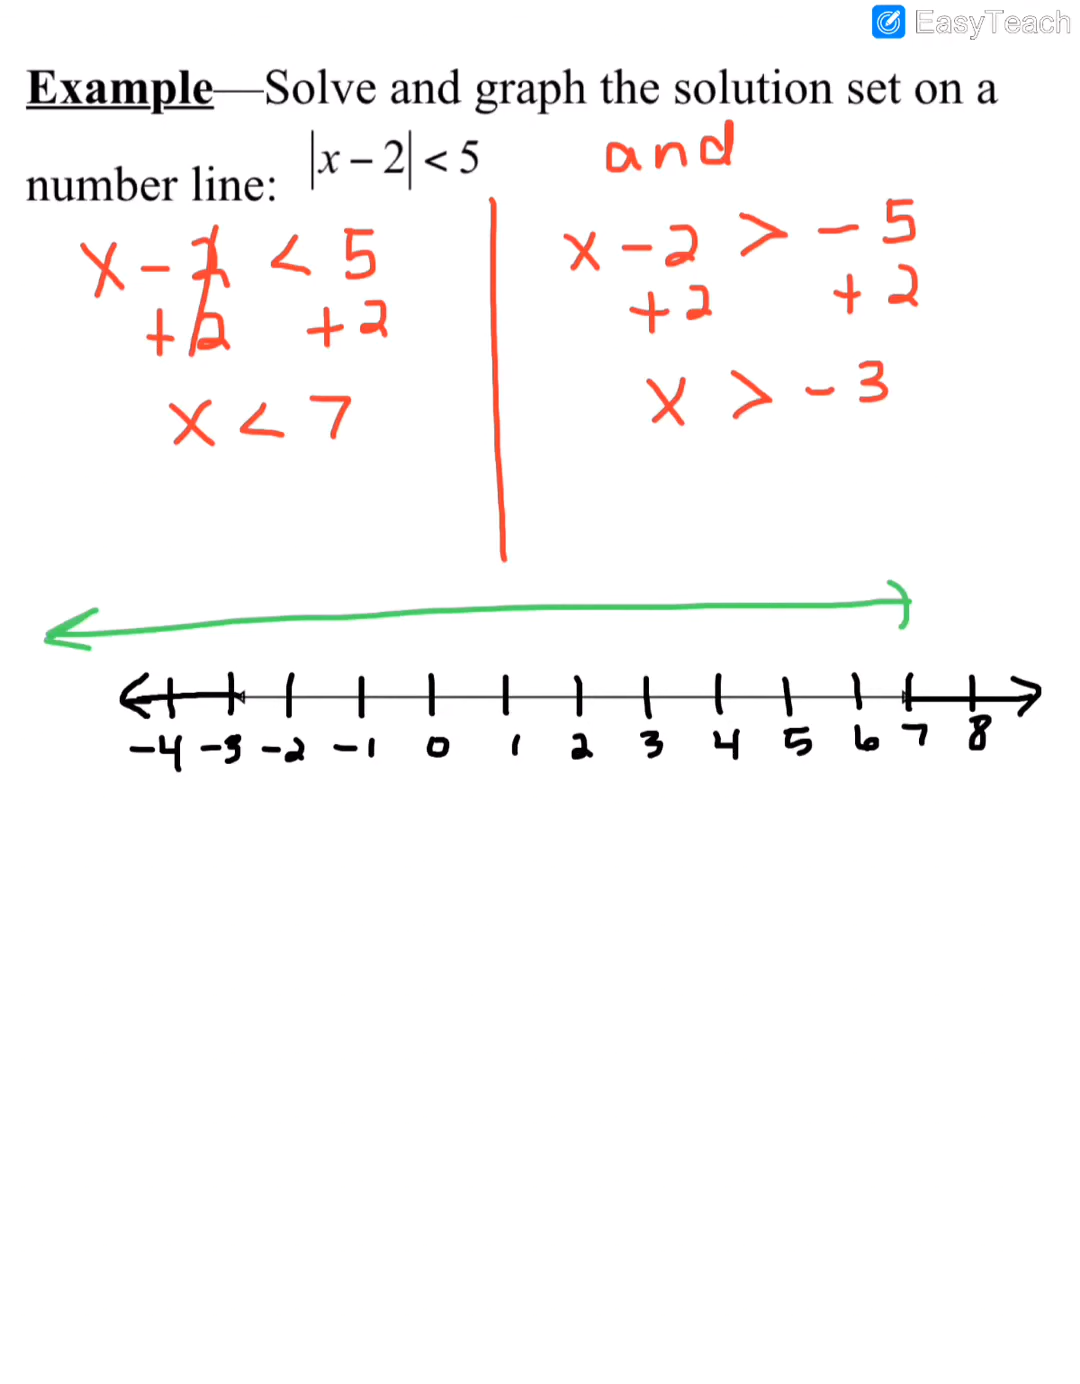 EasyTeach
Example—Solve and graph the solution set on a
number line: |x − 2| < 5
and
x - 2 < 5
+2 +2
x < 7
x - 2 > - 5
+2 + 2
x > - 3
-4 -3 -2 -1 0 1 2 3 4 5 6 7 8